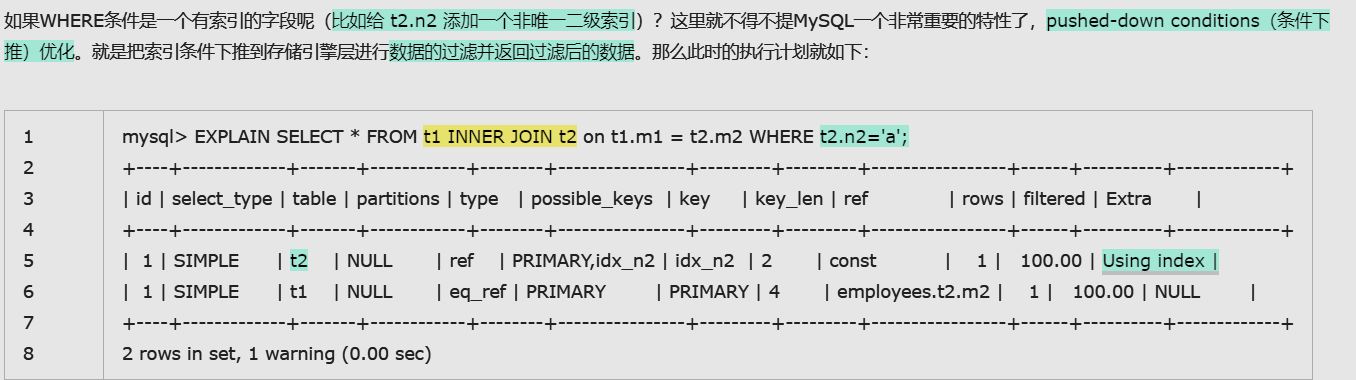 如果WHERE条件是一个有索引的字段呢（比如给 t2.n2 添加一个非唯一二级索引）？这里就不得不提MySQL一个非常重要的特性了，pushed-down conditions（条件下
推）优化。就是把索引条件下推到存储引擎层进行数据的过滤并返回过滤后的数据。那么此时的执行计划就如下：
1 mysql> EXPLAIN SELECT * FROM t1 INNER JOIN t2 on t1.m1 = t2.m2 WHERE t2.n2='a';
2 +----+-------------+-------+------------+--------+----------------+---------+---------+-----------------+------+----------+-------------+
3 | id | select_type | table | partitions | type | possible_keys | key | key_len | ref | rows | filtered | Extra |
4 +----+-------------+-------+------------+--------+----------------+---------+---------+-----------------+------+----------+-------------+
5 | 1 | SIMPLE | t2 | NULL | ref | PRIMARY,idx_n2 | idx_n2 | 2 | const | 1 | 100.00 | Using index |
6 | 1 | SIMPLE | t1 | NULL | eq_ref | PRIMARY | PRIMARY | 4 | employees.t2.m2 | 1 | 100.00 | NULL |
7 +----+-------------+-------+------------+--------+----------------+---------+---------+-----------------+------+----------+-------------+
8 2 rows in set, 1 warning (0.00 sec)